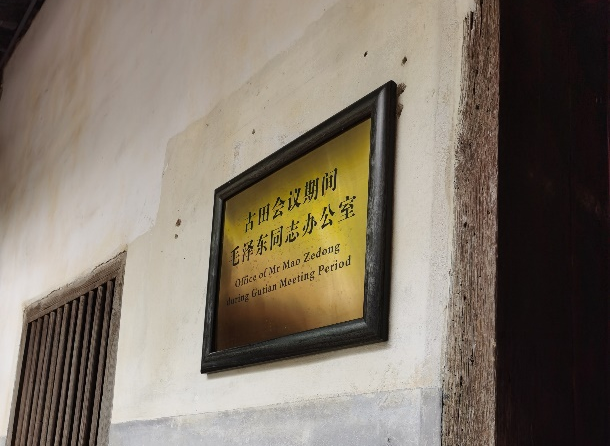 古田会议期间
毛泽东同志办公室
Office of Mr Mao Zedong
during Gutian Meeting Period